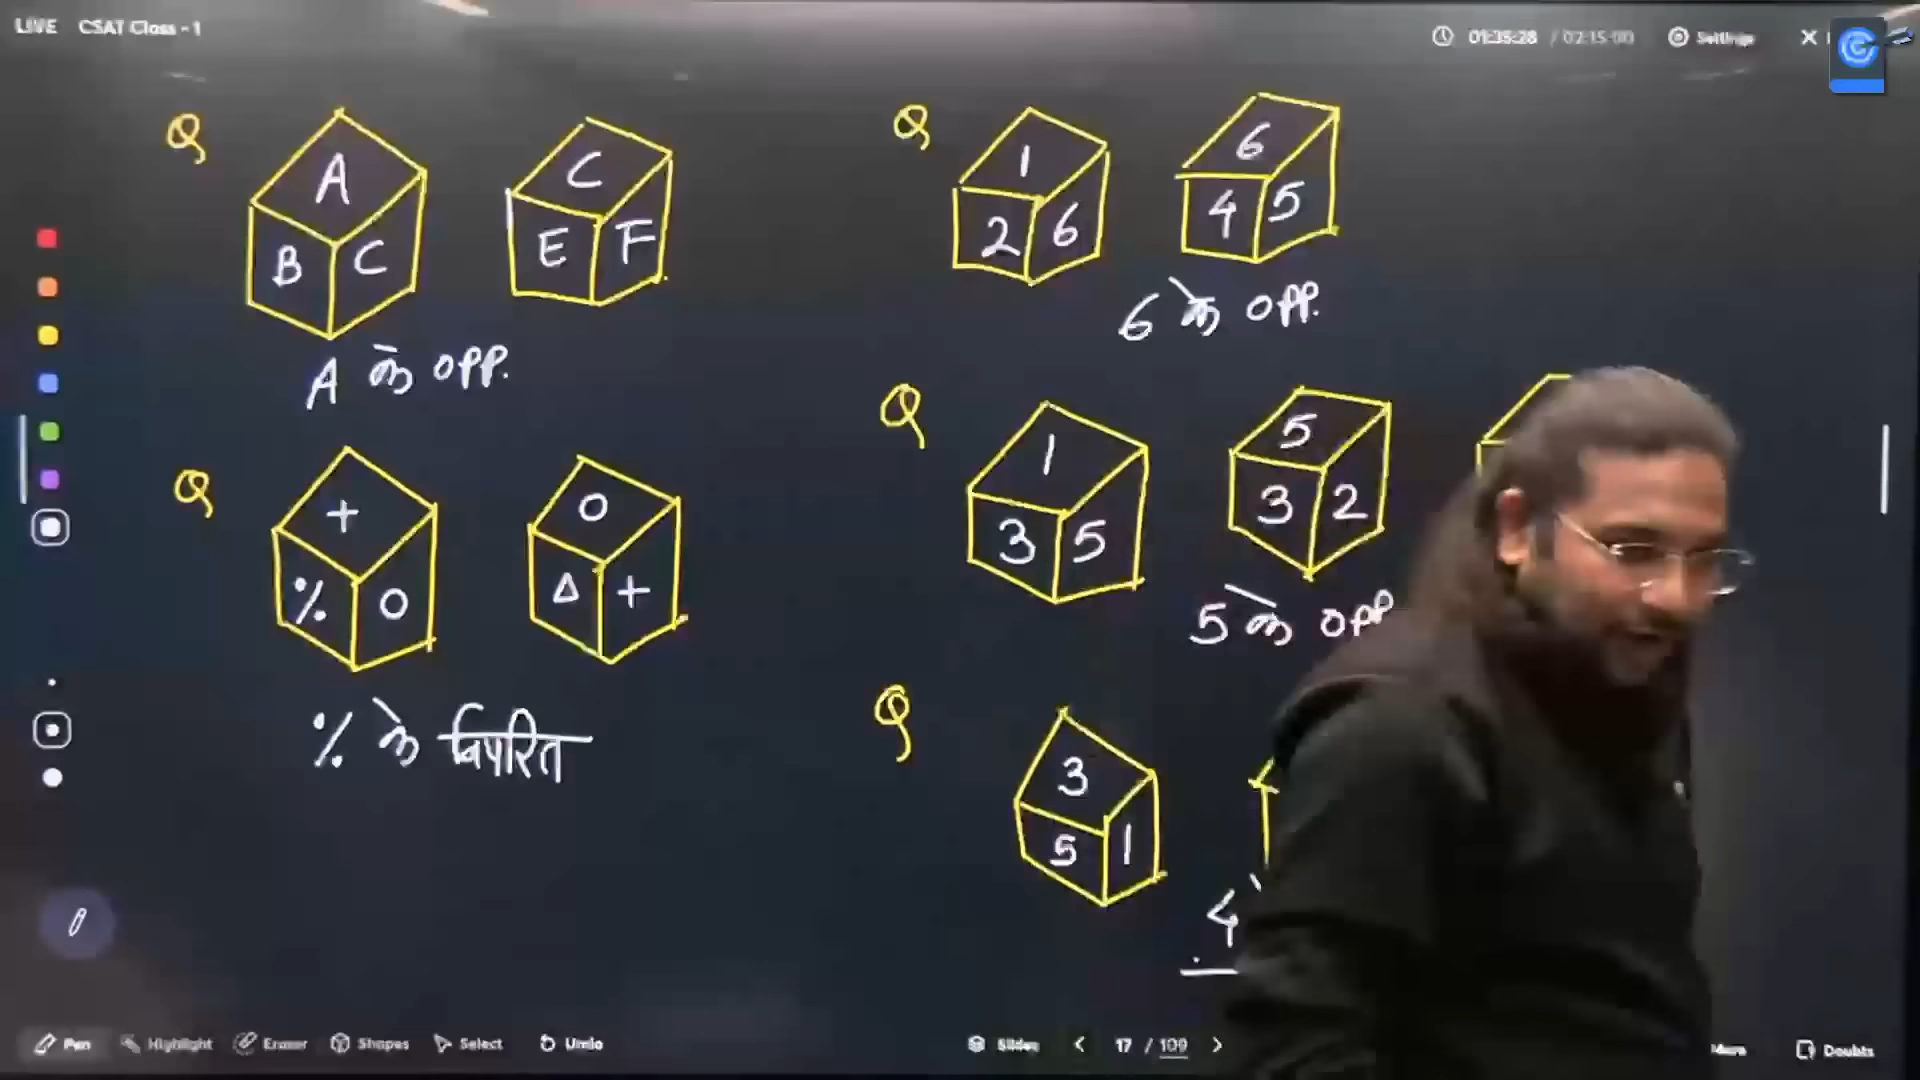 LIVE CSAT Class - 1
01:35:28 / 02:15:00 Settings
Q
A
B C
C
E F
A के opp.
Q
+
% O
O
Δ +
% के विपरित
Q
1
2 6
6
4 5
6 के opp.
Q
1
3 5
5
3 2
5 के opp
Q
3
5 1
4
Pen Highlight Eraser Shapes Select Undo
Slides < 17 / 109 >
More Doubts